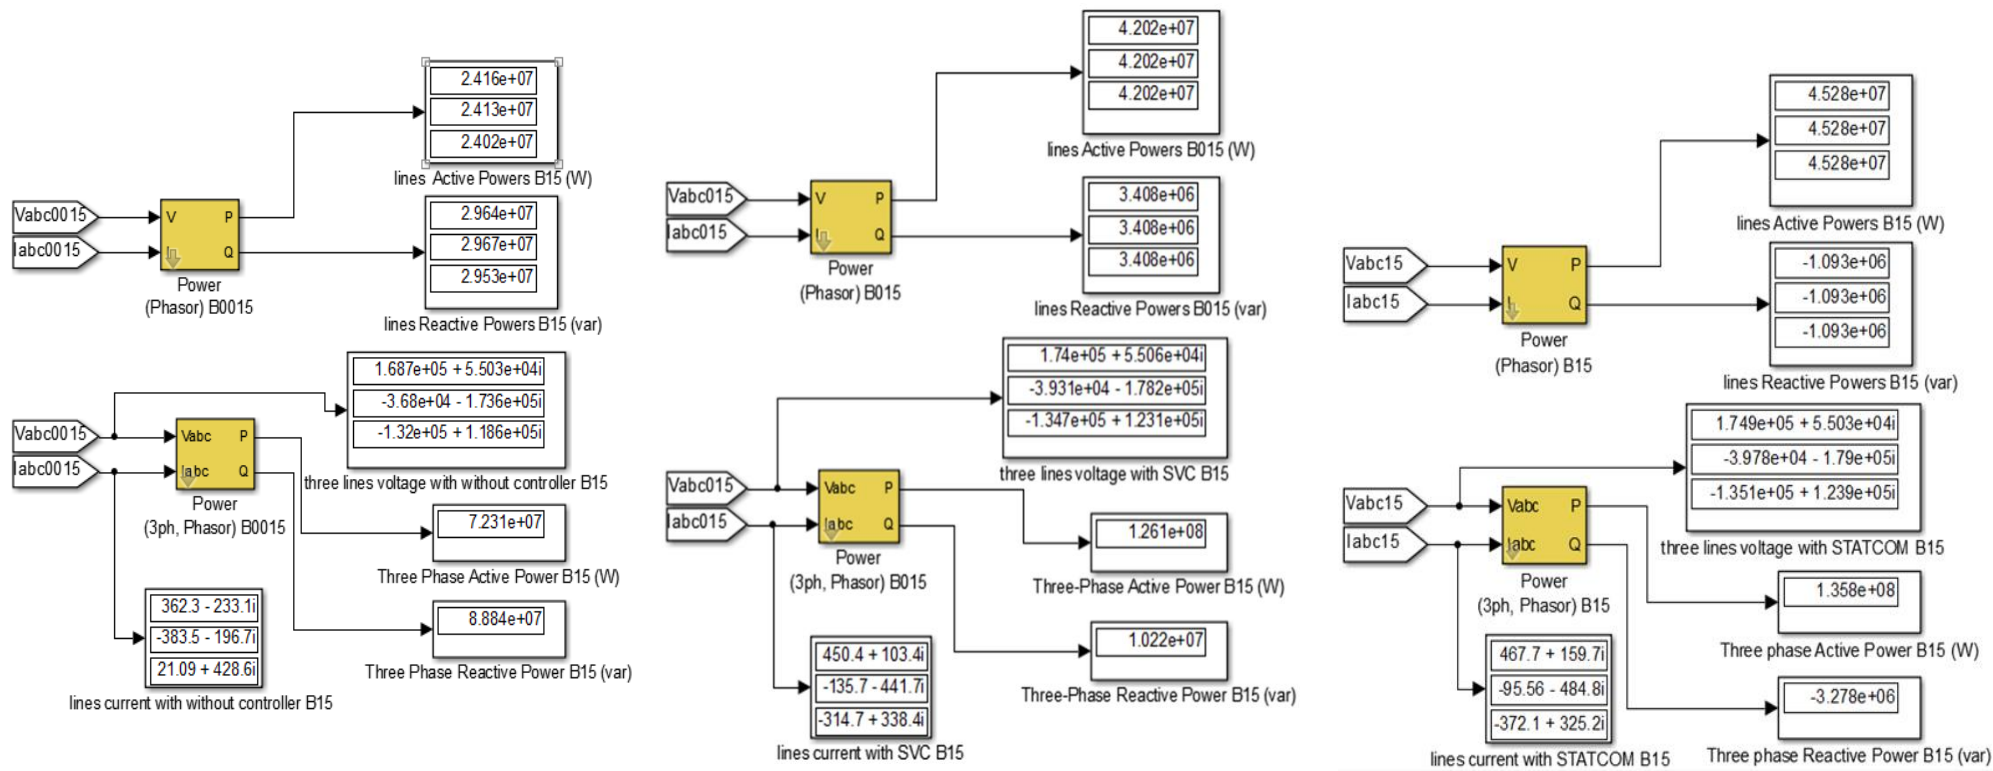 2.416e+07
2.413e+07
2.402e+07
lines Active Powers B15 (W)
Vabc0015
Iabc0015
V
P
I
Q
Power
(Phasor) B0015
2.964e+07
2.967e+07
2.953e+07
lines Reactive Powers B15 (var)
1.687e+05 + 5.503e+04i
-3.68e+04 - 1.736e+05i
-1.32e+05 + 1.186e+05i
three lines voltage with without controller B15
Vabc0015
Iabc0015
Vabc
P
Iabc
Q
Power
(3ph, Phasor) B0015
7.231e+07
Three Phase Active Power B15 (W)
8.884e+07
Three Phase Reactive Power B15 (var)
362.3 - 233.1i
-383.5 - 196.7i
21.09 + 428.6i
lines current with without controller B15
4.202e+07
4.202e+07
4.202e+07
lines Active Powers B015 (W)
Vabc015
Iabc015
V
P
I
Q
Power
(Phasor) B015
3.408e+06
3.408e+06
3.408e+06
lines Reactive Powers B015 (var)
1.74e+05 + 5.506e+04i
-3.931e+04 - 1.782e+05i
-1.347e+05 + 1.231e+05i
three lines voltage with SVC B15
Vabc015
Iabc015
Vabc
P
Iabc
Q
Power
(3ph, Phasor) B015
1.261e+08
Three-Phase Active Power B15 (W)
1.022e+07
Three-Phase Reactive Power B15 (var)
450.4 + 103.4i
-135.7 - 441.7i
-314.7 + 338.4i
lines current with SVC B15
4.528e+07
4.528e+07
4.528e+07
lines Active Powers B15 (W)
Vabc15
Iabc15
V
P
I
Q
Power
(Phasor) B15
-1.093e+06
-1.093e+06
-1.093e+06
lines Reactive Powers B15 (var)
1.749e+05 + 5.503e+04i
-3.978e+04 - 1.79e+05i
-1.351e+05 + 1.239e+05i
three lines voltage with STATCOM B15
Vabc15
Iabc15
Vabc
P
Iabc
Q
Power
(3ph, Phasor) B15
1.358e+08
Three phase Active Power B15 (W)
-3.278e+06
Three phase Reactive Power B15 (var)
467.7 + 159.7i
-95.56 - 484.8i
-372.1 + 325.2i
lines current with STATCOM B15